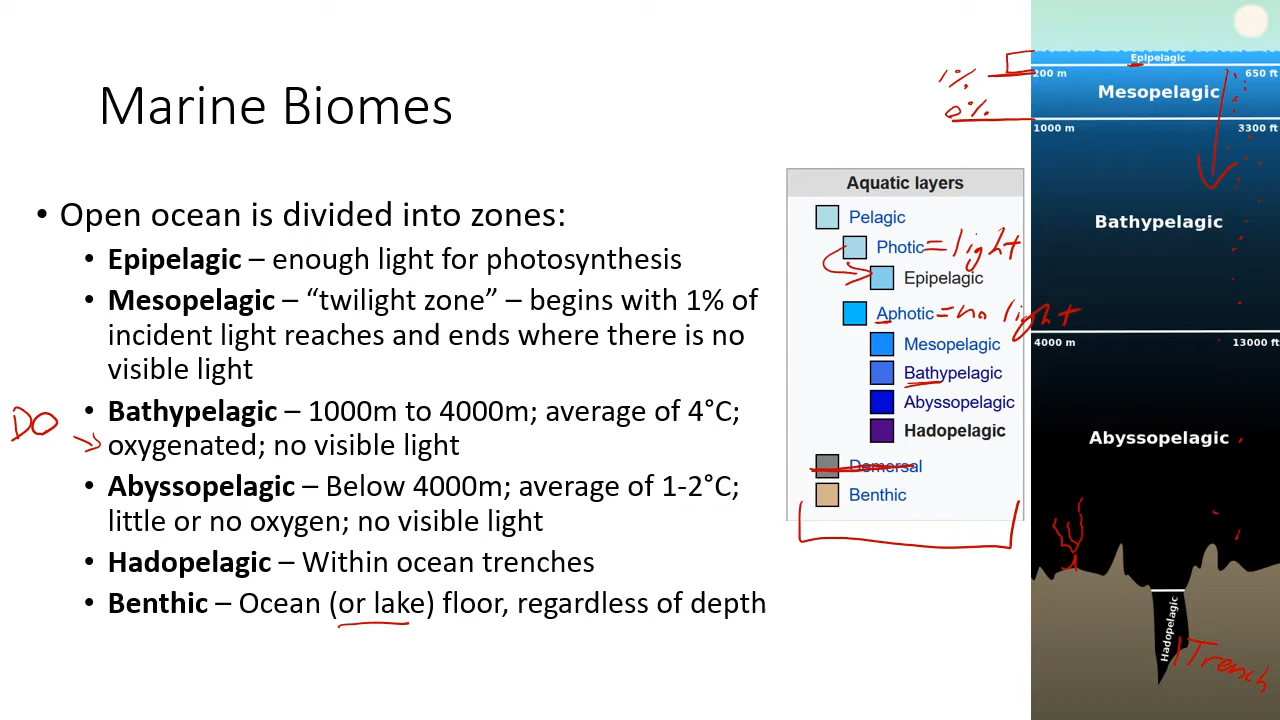 Marine Biomes
• Open ocean is divided into zones:
• Epipelagic – enough light for photosynthesis
• Mesopelagic – “twilight zone” – begins with 1% of
incident light reaches and ends where there is no
visible light
• Bathypelagic – 1000m to 4000m; average of 4°C;
oxygenated; no visible light
• Abyssopelagic – Below 4000m; average of 1-2°C;
little or no oxygen; no visible light
• Hadopelagic – Within ocean trenches
• Benthic – Ocean (or lake) floor, regardless of depth
DO
Aquatic layers
Pelagic
Photic = light
Epipelagic
Aphotic = no light
Mesopelagic
Bathypelagic
Abyssopelagic
Hadopelagic
Demersal
Benthic
1%
0%
Epipelagic
200 m 650 ft
Mesopelagic
1000 m 3300 ft
Bathypelagic
4000 m 13000 ft
Abyssopelagic
Hadopelagic
Trench